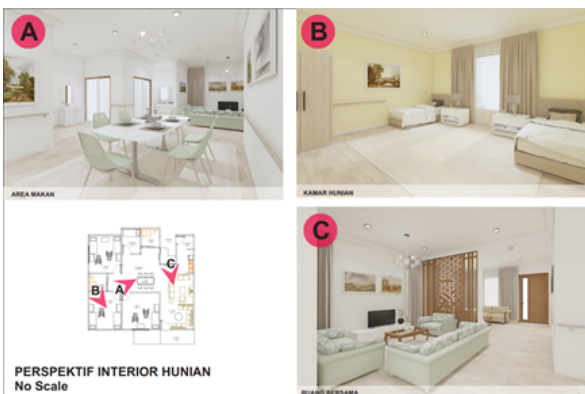 A
AREA MAKAN
B
KAMAR HUNIAN
C
A
B
C
RUANG BERSAMA
PERSPEKTIF INTERIOR HUNIAN
No Scale